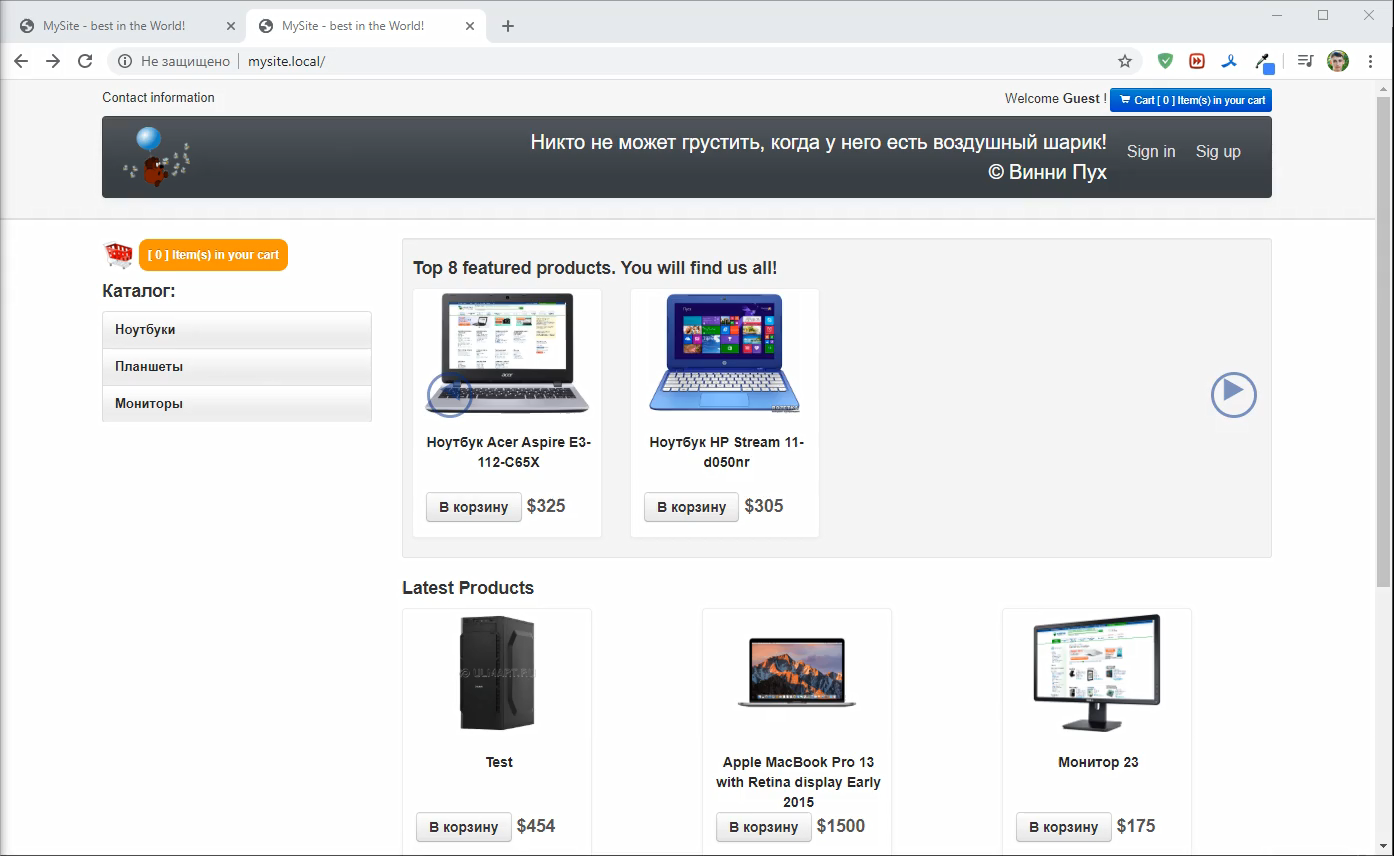 MySite - best in the World!
MySite - best in the World!
Не защищено
mysite.local/
Contact information
Welcome Guest !
Cart [ 0 ] Item(s) in your cart
Никто не может грустить, когда у него есть воздушный шарик!
© Винни Пух
Sign in
Sig up
[ 0 ] Item(s) in your cart
Каталог:
Ноутбуки
Планшеты
Мониторы
Top 8 featured products. You will find us all!
acer
Ноутбук Acer Aspire E3-
112-C65X
В корзину $325
Ноутбук HP Stream 11-
d050nr
В корзину $305
Latest Products
© ULMART.RU
Test
В корзину $454
Apple MacBook Pro 13
with Retina display Early
2015
В корзину $1500
Монитор 23
В корзину $175